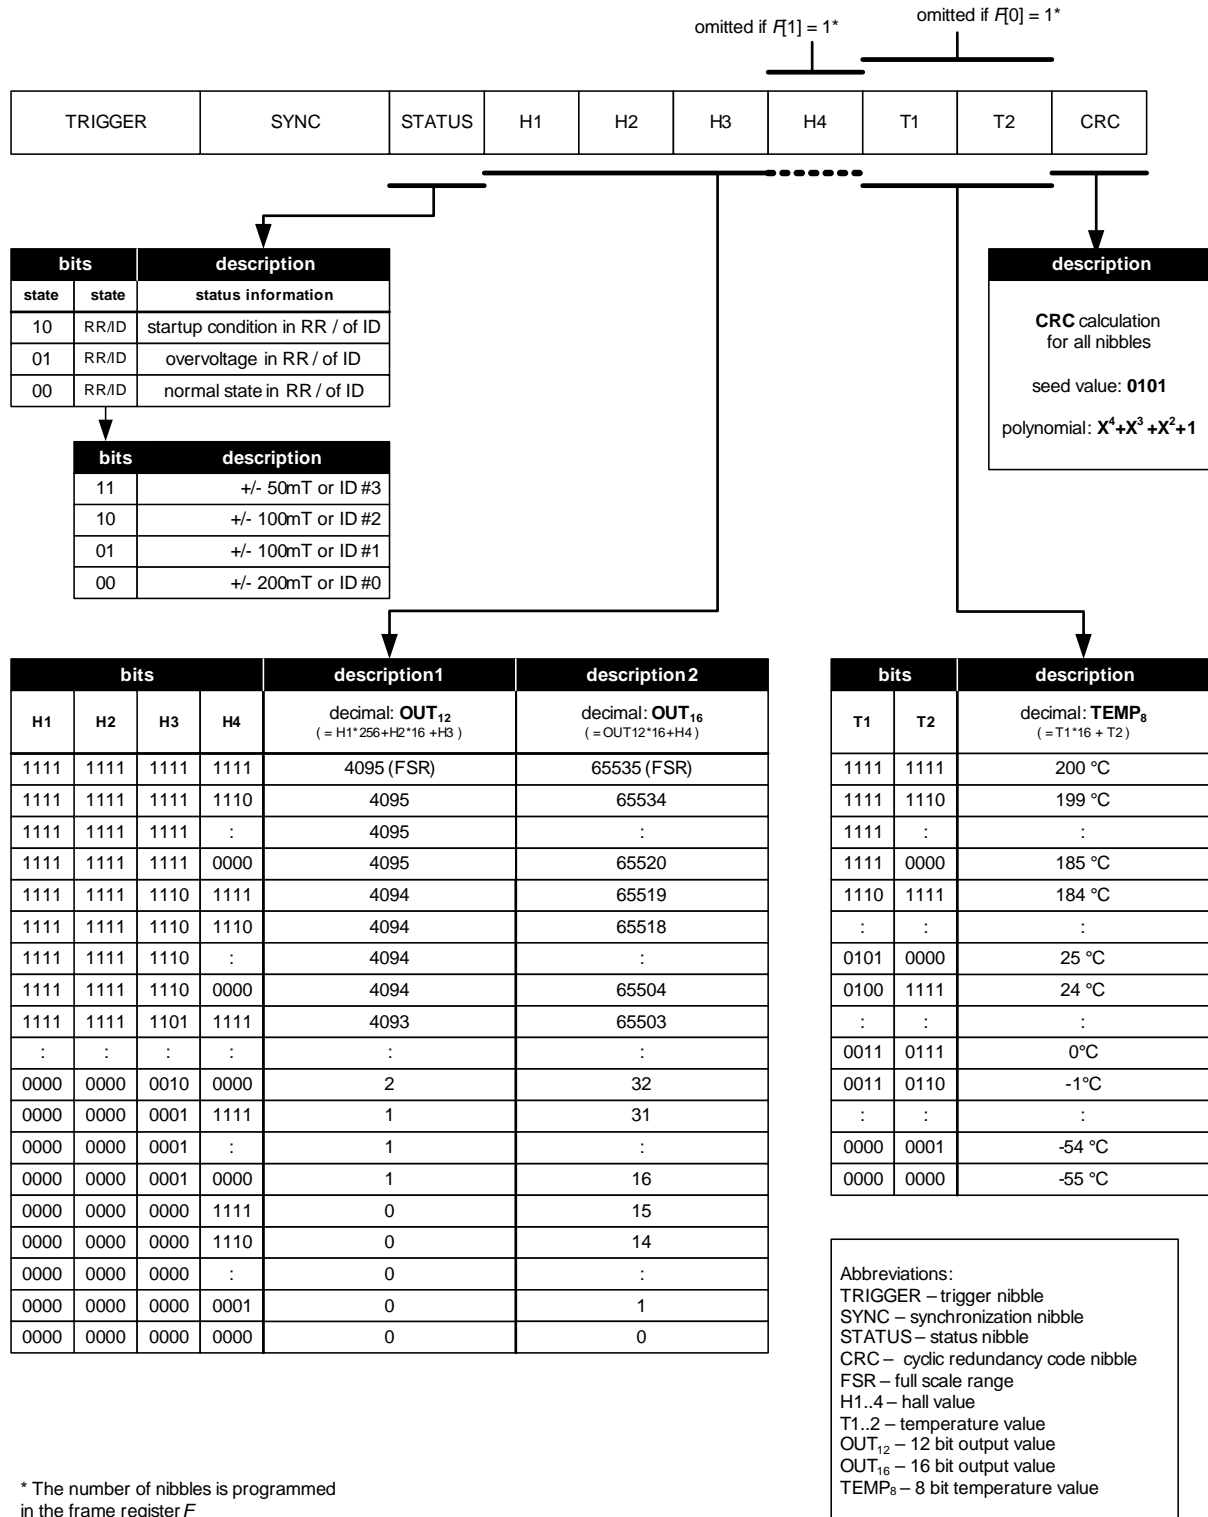 omitted if F[1] = 1*
omitted if F[0] = 1*
TRIGGER SYNC STATUS H1 H2 H3 H4 T1 T2 CRC
bits description
state state status information
10 RR/ID startup condition in RR / of ID
01 RR/ID overvoltage in RR / of ID
00 RR/ID normal state in RR / of ID
bits description
11 +/- 50mT or ID #3
10 +/- 100mT or ID #2
01 +/- 100mT or ID #1
00 +/- 200mT or ID #0
description
CRC calculation
for all nibbles
seed value: 0101
polynomial: X⁴+X³+X²+1
bits description1 description2
H1 H2 H3 H4 decimal: OUT₁₂ decimal: OUT₁₆
( = H1*256+H2*16 +H3 ) ( =OUT12*16+H4 )
1111 1111 1111 1111 4095 (FSR) 65535 (FSR)
1111 1111 1111 1110 4095 65534
1111 1111 1111 : 4095 :
1111 1111 1111 0000 4095 65520
1111 1111 1110 1111 4094 65519
1111 1111 1110 1110 4094 65518
1111 1111 1110 : 4094 :
1111 1111 1110 0000 4094 65504
1111 1111 1101 1111 4093 65503
: : : : : :
0000 0000 0010 0000 2 32
0000 0000 0001 1111 1 31
0000 0000 0001 : 1 :
0000 0000 0001 0000 1 16
0000 0000 0000 1111 0 15
0000 0000 0000 1110 0 14
0000 0000 0000 : 0 :
0000 0000 0000 0001 0 1
0000 0000 0000 0000 0 0
bits description
T1 T2 decimal: TEMP₈
( =T1*16 + T2 )
1111 1111 200 °C
1111 1110 199 °C
1111 : :
1111 0000 185 °C
1110 1111 184 °C
: : :
0101 0000 25 °C
0100 1111 24 °C
: : :
0011 0111 0°C
0011 0110 -1°C
: : :
0000 0001 -54 °C
0000 0000 -55 °C
Abbreviations:
TRIGGER – trigger nibble
SYNC – synchronization nibble
STATUS – status nibble
CRC – cyclic redundancy code nibble
FSR – full scale range
H1..4 – hall value
T1..2 – temperature value
OUT₁₂ – 12 bit output value
OUT₁₆ – 16 bit output value
TEMP₈ – 8 bit temperature value
* The number of nibbles is programmed
in the frame register F